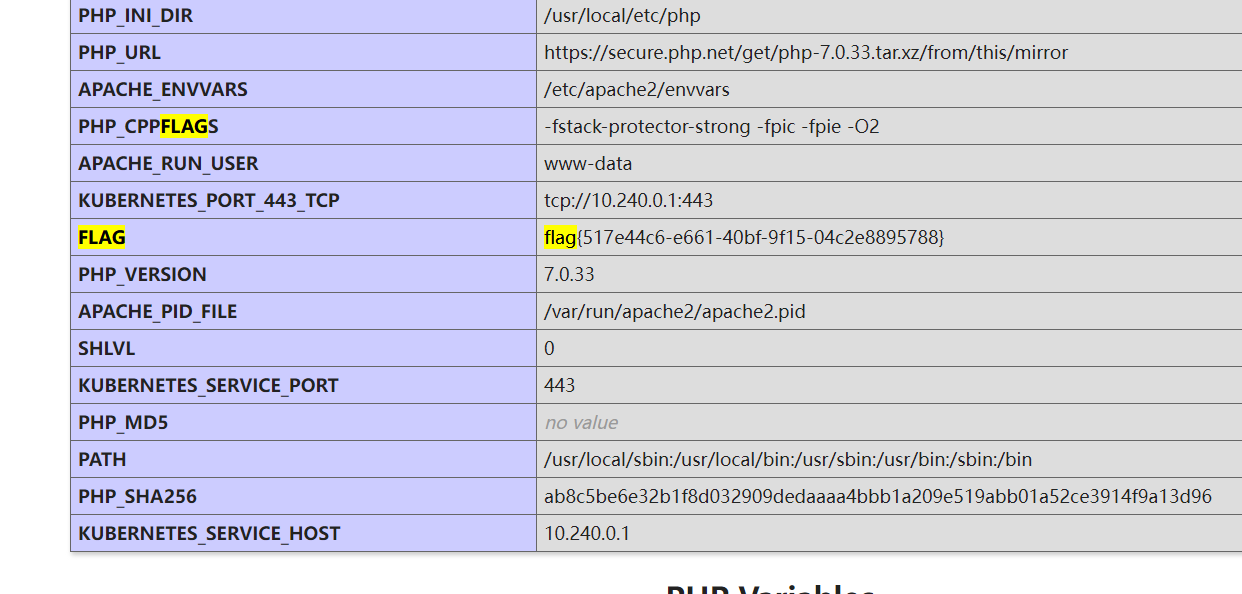 PHP_INI_DIR /usr/local/etc/php
PHP_URL https://secure.php.net/get/php-7.0.33.tar.xz/from/this/mirror
APACHE_ENVVARS /etc/apache2/envvars
PHP_CPPFLAGS -fstack-protector-strong -fpic -fpie -O2
APACHE_RUN_USER www-data
KUBERNETES_PORT_443_TCP tcp://10.240.0.1:443
FLAG flag{517e44c6-e661-40bf-9f15-04c2e8895788}
PHP_VERSION 7.0.33
APACHE_PID_FILE /var/run/apache2/apache2.pid
SHLVL 0
KUBERNETES_SERVICE_PORT 443
PHP_MD5 no value
PATH /usr/local/sbin:/usr/local/bin:/usr/sbin:/usr/bin:/sbin:/bin
PHP_SHA256 ab8c5be6e32b1f8d032909dedaaaa4bbb1a209e519abb01a52ce3914f9a13d96
KUBERNETES_SERVICE_HOST 10.240.0.1
PHP Variables